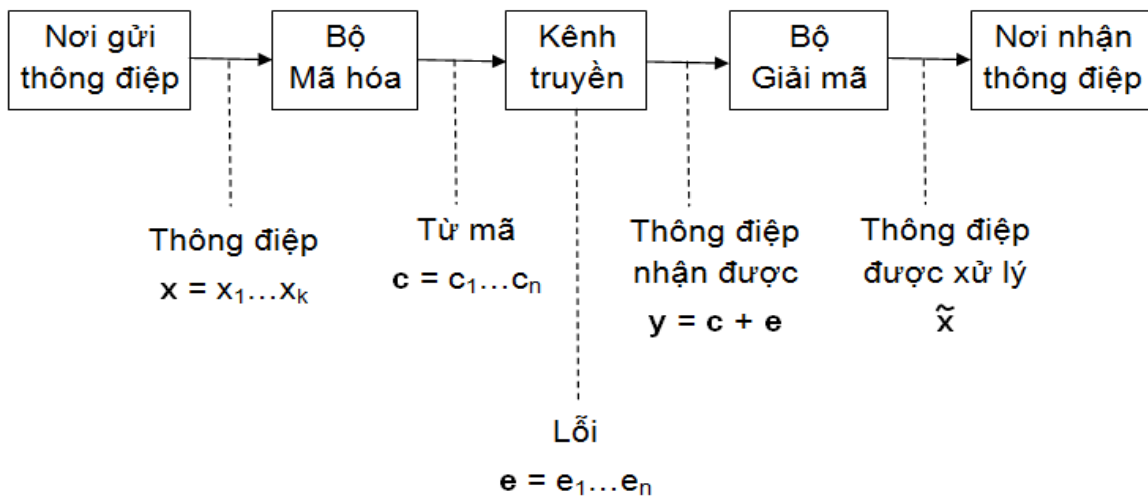 Nơi gửi
thông điệp
Bộ
Mã hóa
Kênh
truyền
Bộ
Giải mã
Nơi nhận
thông điệp
Thông điệp
x = x₁…xₖ
Từ mã
c = c₁…cₙ
Thông điệp
nhận được
y = c + e
Thông điệp
được xử lý
x̃
Lỗi
e = e₁…eₙ